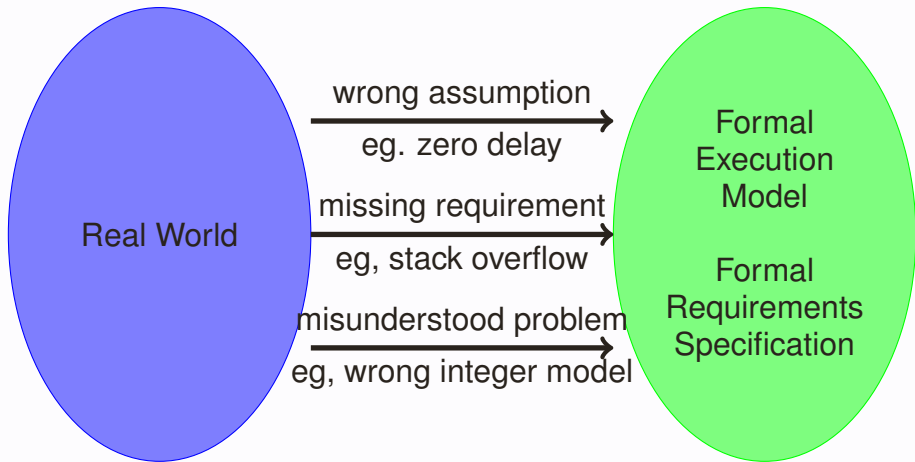 Real World
wrong assumption
eg. zero delay
missing requirement
eg, stack overflow
misunderstood problem
eg, wrong integer model
Formal
Execution
Model
Formal
Requirements
Specification